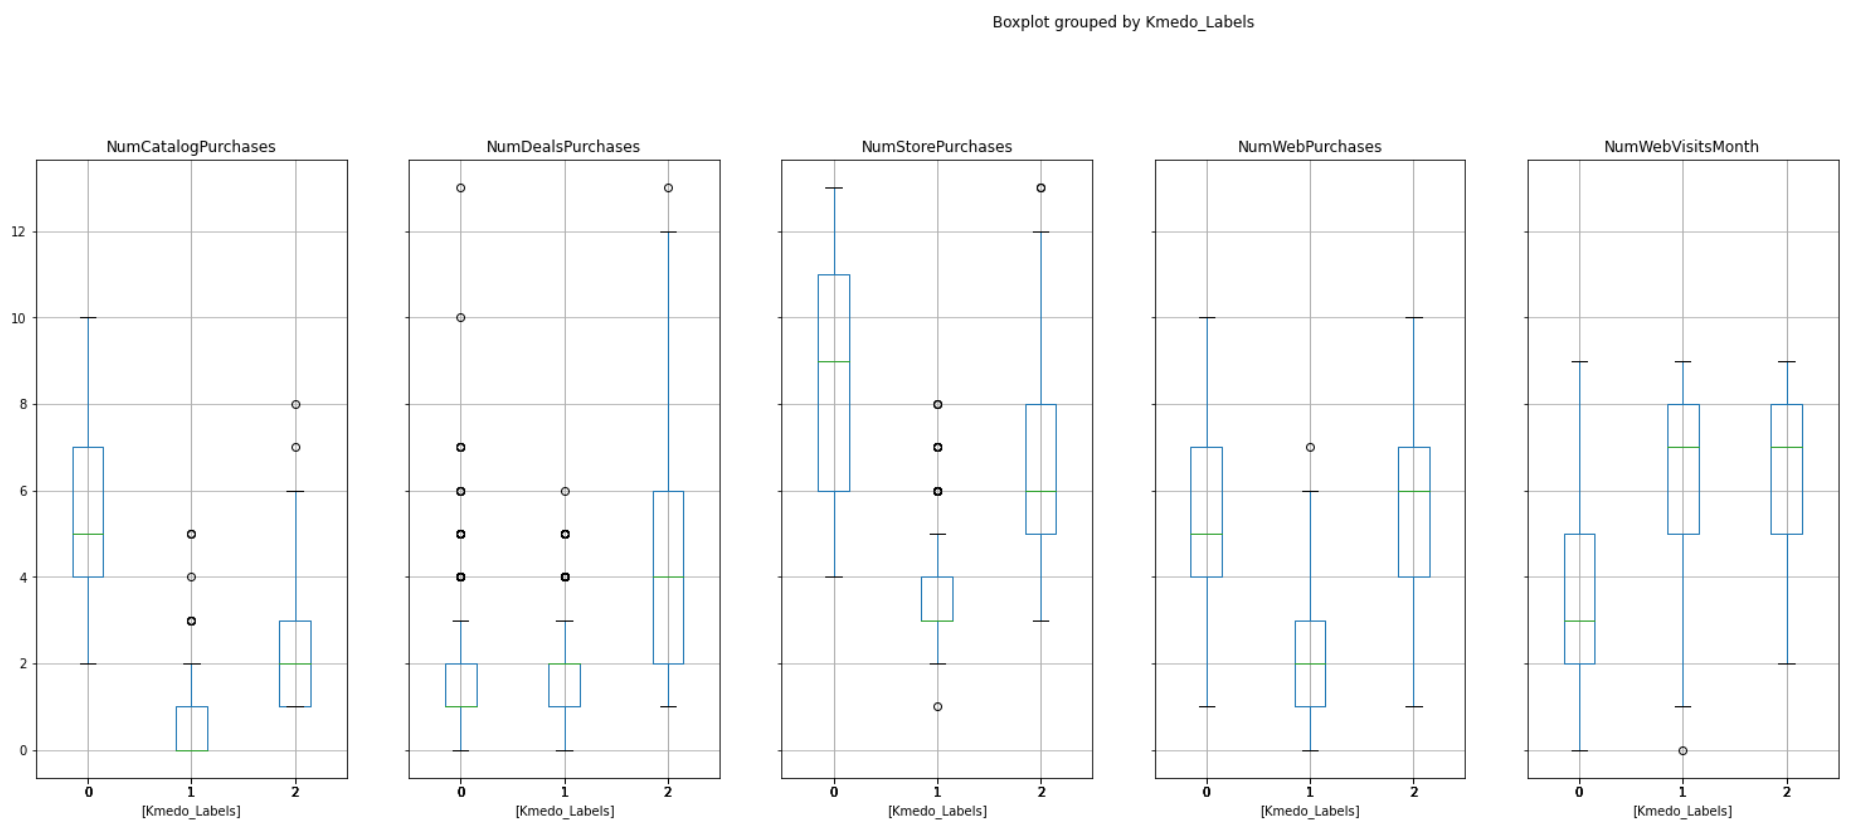 Boxplot grouped by Kmedo_Labels
NumCatalogPurchases
NumDealsPurchases
NumStorePurchases
NumWebPurchases
NumWebVisitsMonth
12
10
8
6
4
2
0
0 1 2
[Kmedo_Labels]
0 1 2
[Kmedo_Labels]
0 1 2
[Kmedo_Labels]
0 1 2
[Kmedo_Labels]
0 1 2
[Kmedo_Labels]